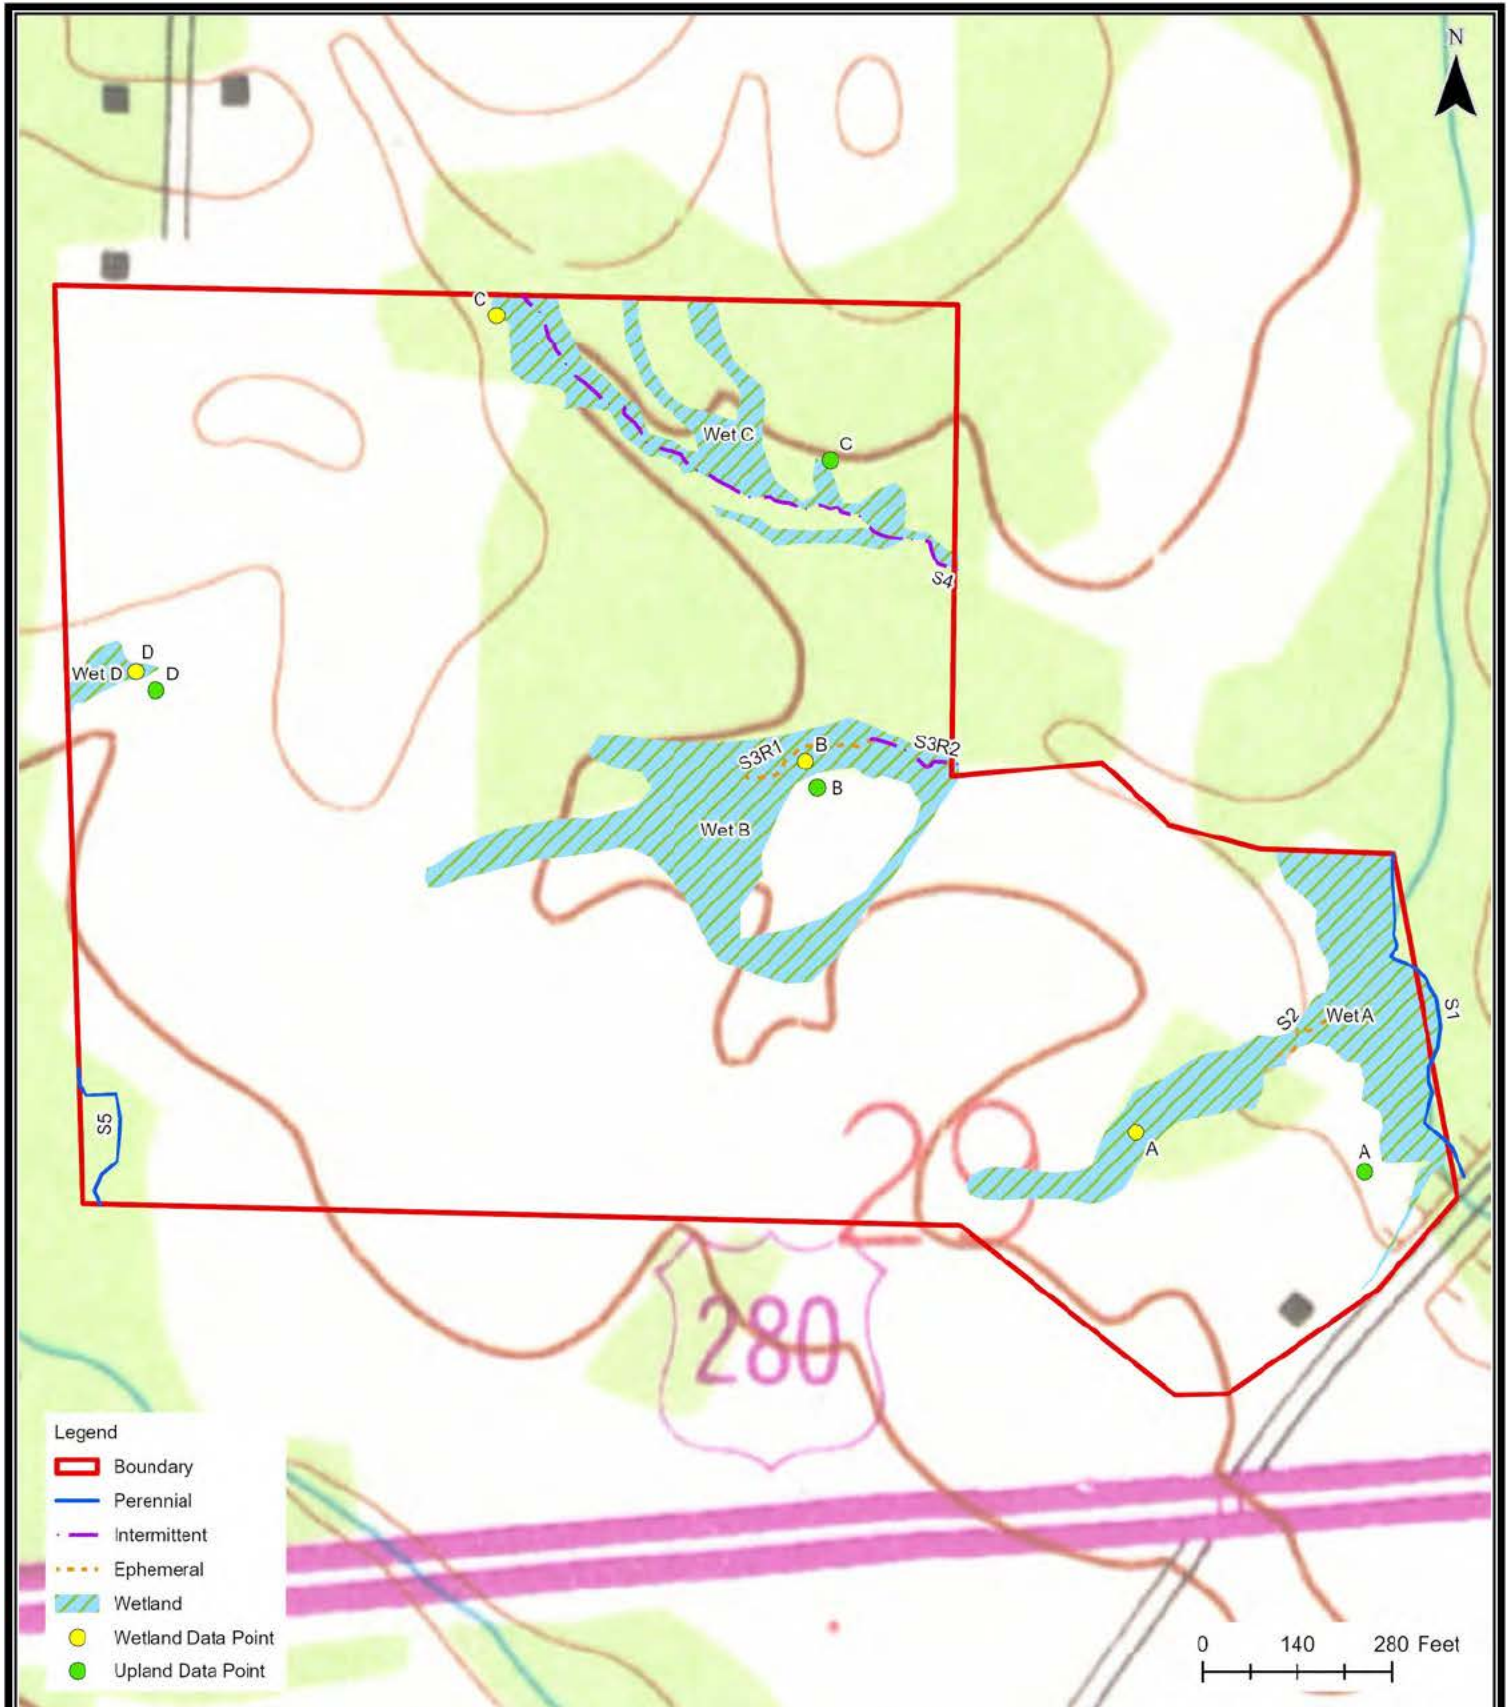 N
C
Wet C
C
S4
Wet D
D
D
S3R1
B
S3R2
B
Wet B
S2
Wet A
S1
S5
A
A
29
280
Legend
Boundary
Perennial
Intermittent
Ephemeral
Wetland
Wetland Data Point
Upland Data Point
0 140 280 Feet